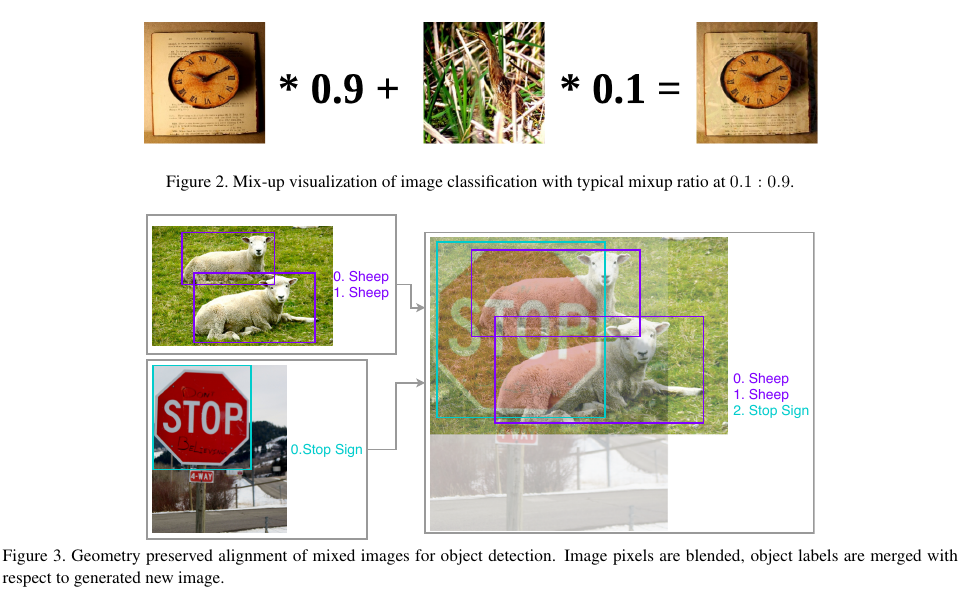 * 0.9 + * 0.1 =
Figure 2. Mix-up visualization of image classification with typical mixup ratio at 0.1 : 0.9.
0. Sheep
1. Sheep
STOP
4-WAY
0.Stop Sign
STOP
4-WAY
0. Sheep
1. Sheep
2. Stop Sign
Figure 3. Geometry preserved alignment of mixed images for object detection. Image pixels are blended, object labels are merged with
respect to generated new image.